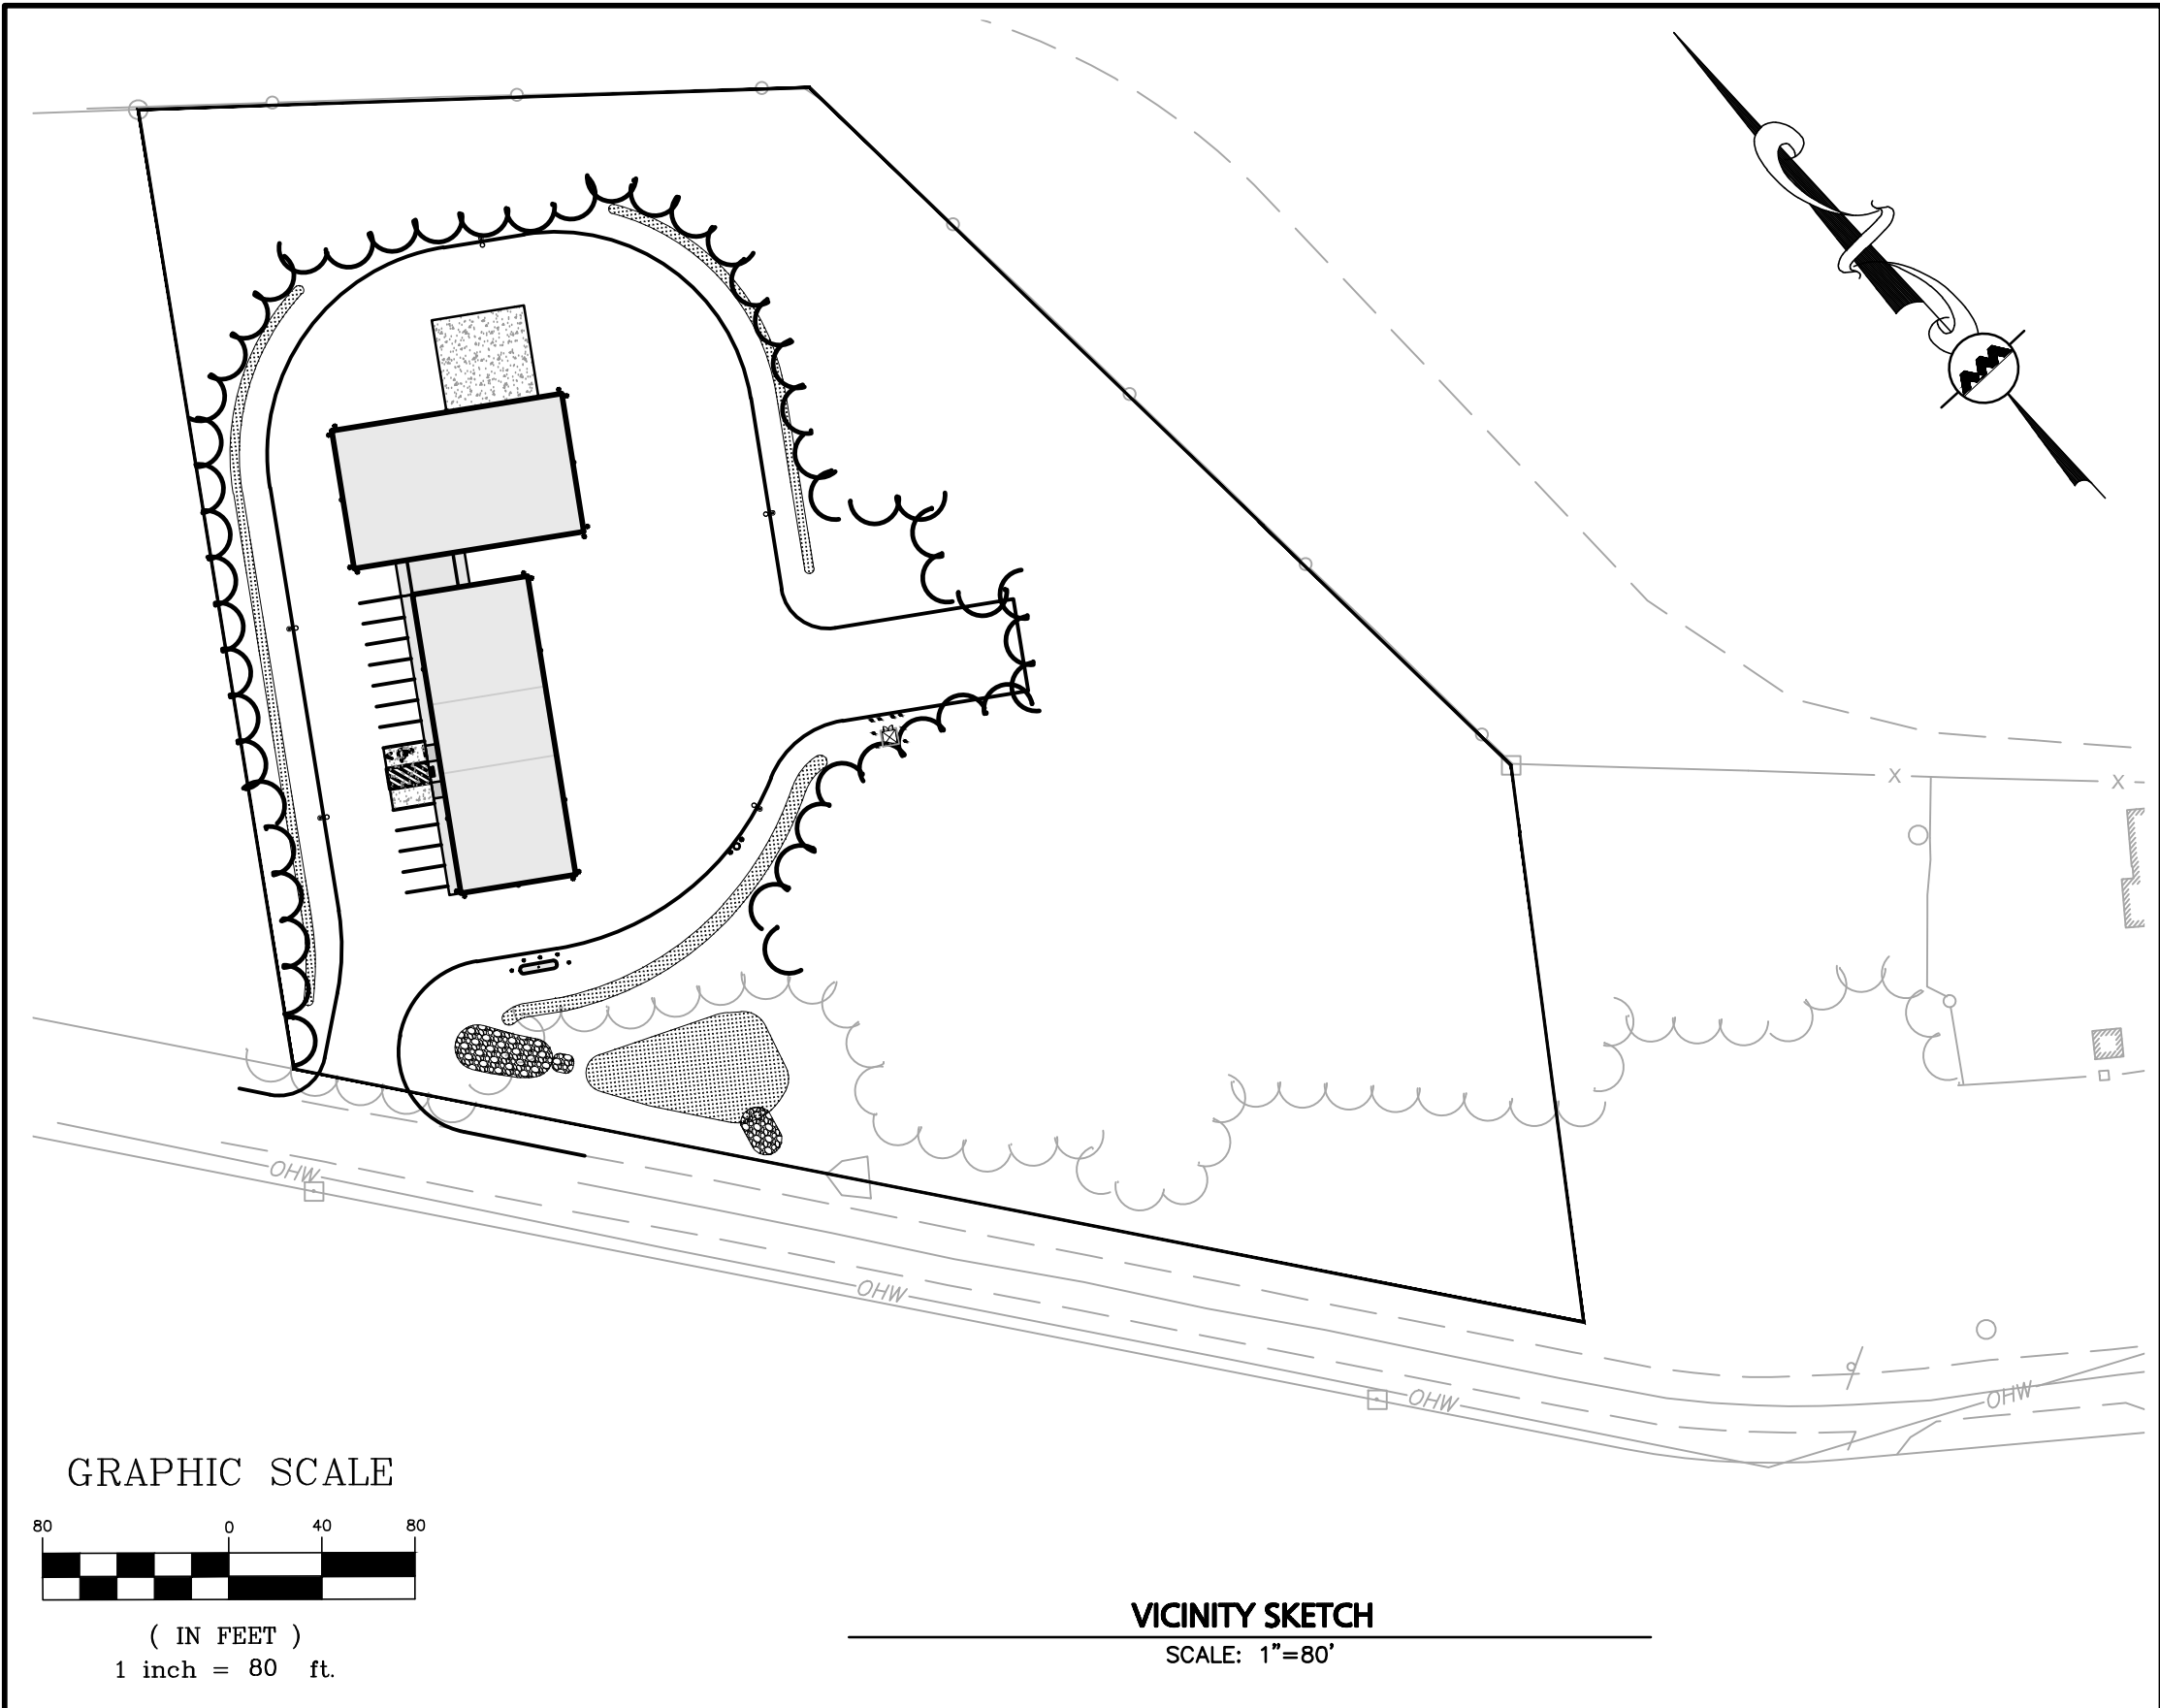 X X
OHW
OHW
OHW
OHW
GRAPHIC SCALE
80 0 40 80
( IN FEET )
1 inch = 80 ft.
VICINITY SKETCH
SCALE: 1"=80'